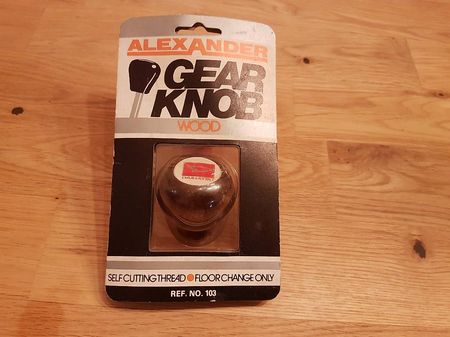 ALEXANDER
GEAR
KNOB
WOOD
SELF CUTTING THREAD FLOOR CHANGE ONLY
REF. NO. 103